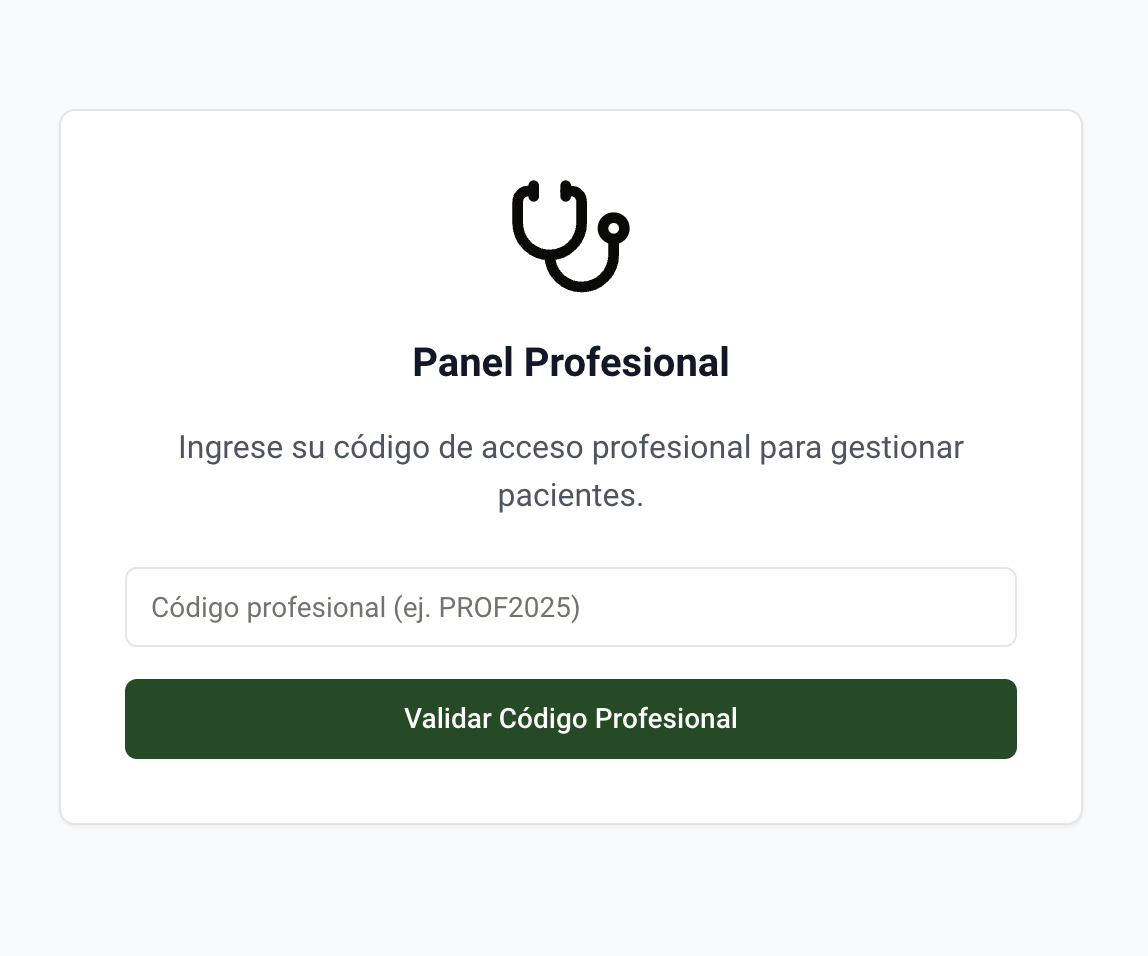 Panel Profesional
Ingrese su código de acceso profesional para gestionar
pacientes.
Código profesional (ej. PROF2025)
Validar Código Profesional